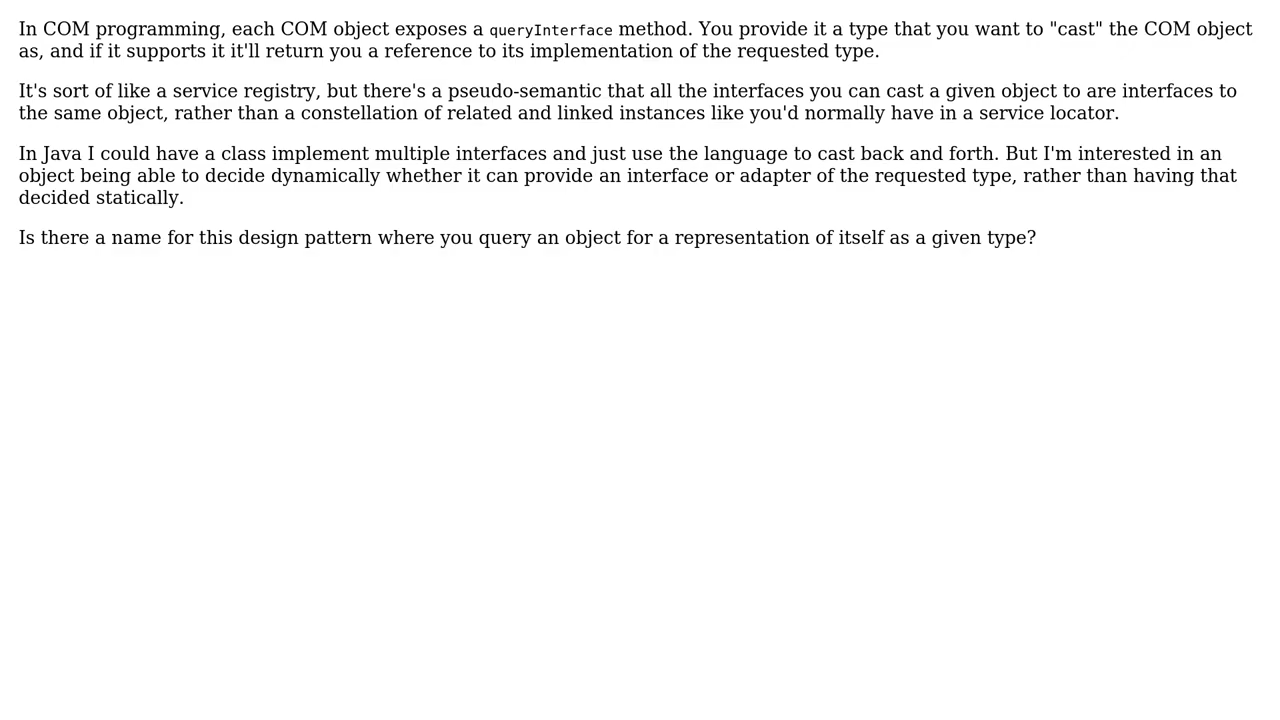 In COM programming, each COM object exposes a queryInterface method. You provide it a type that you want to "cast" the COM object
as, and if it supports it it'll return you a reference to its implementation of the requested type.
It's sort of like a service registry, but there's a pseudo-semantic that all the interfaces you can cast a given object to are interfaces to
the same object, rather than a constellation of related and linked instances like you'd normally have in a service locator.
In Java I could have a class implement multiple interfaces and just use the language to cast back and forth. But I'm interested in an
object being able to decide dynamically whether it can provide an interface or adapter of the requested type, rather than having that
decided statically.
Is there a name for this design pattern where you query an object for a representation of itself as a given type?